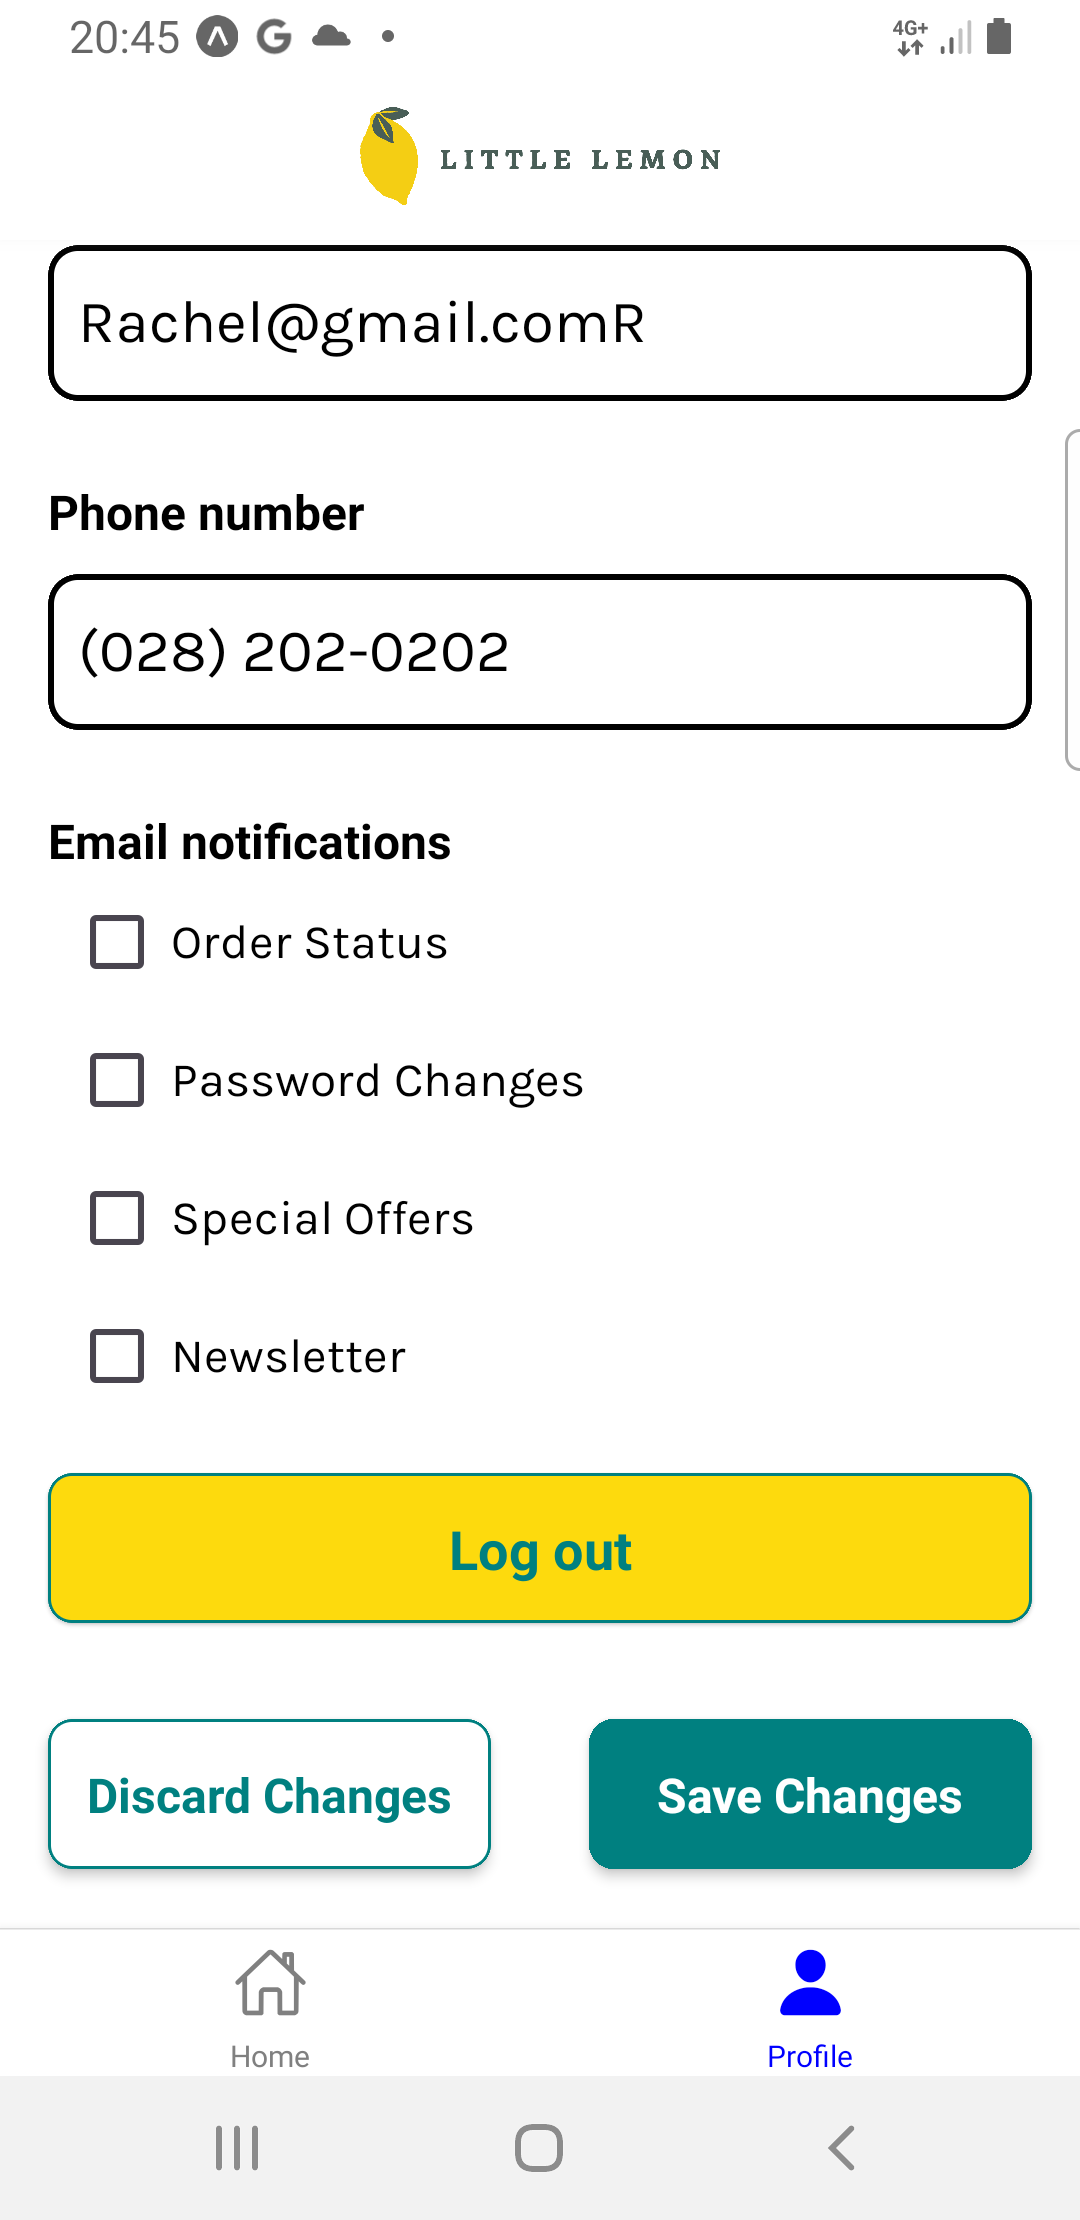 20:45
4G+
LITTLE LEMON
Rachel@gmail.comR
Phone number
(028) 202-0202
Email notifications
Order Status
Password Changes
Special Offers
Newsletter
Log out
Discard Changes
Save Changes
Home
Profile